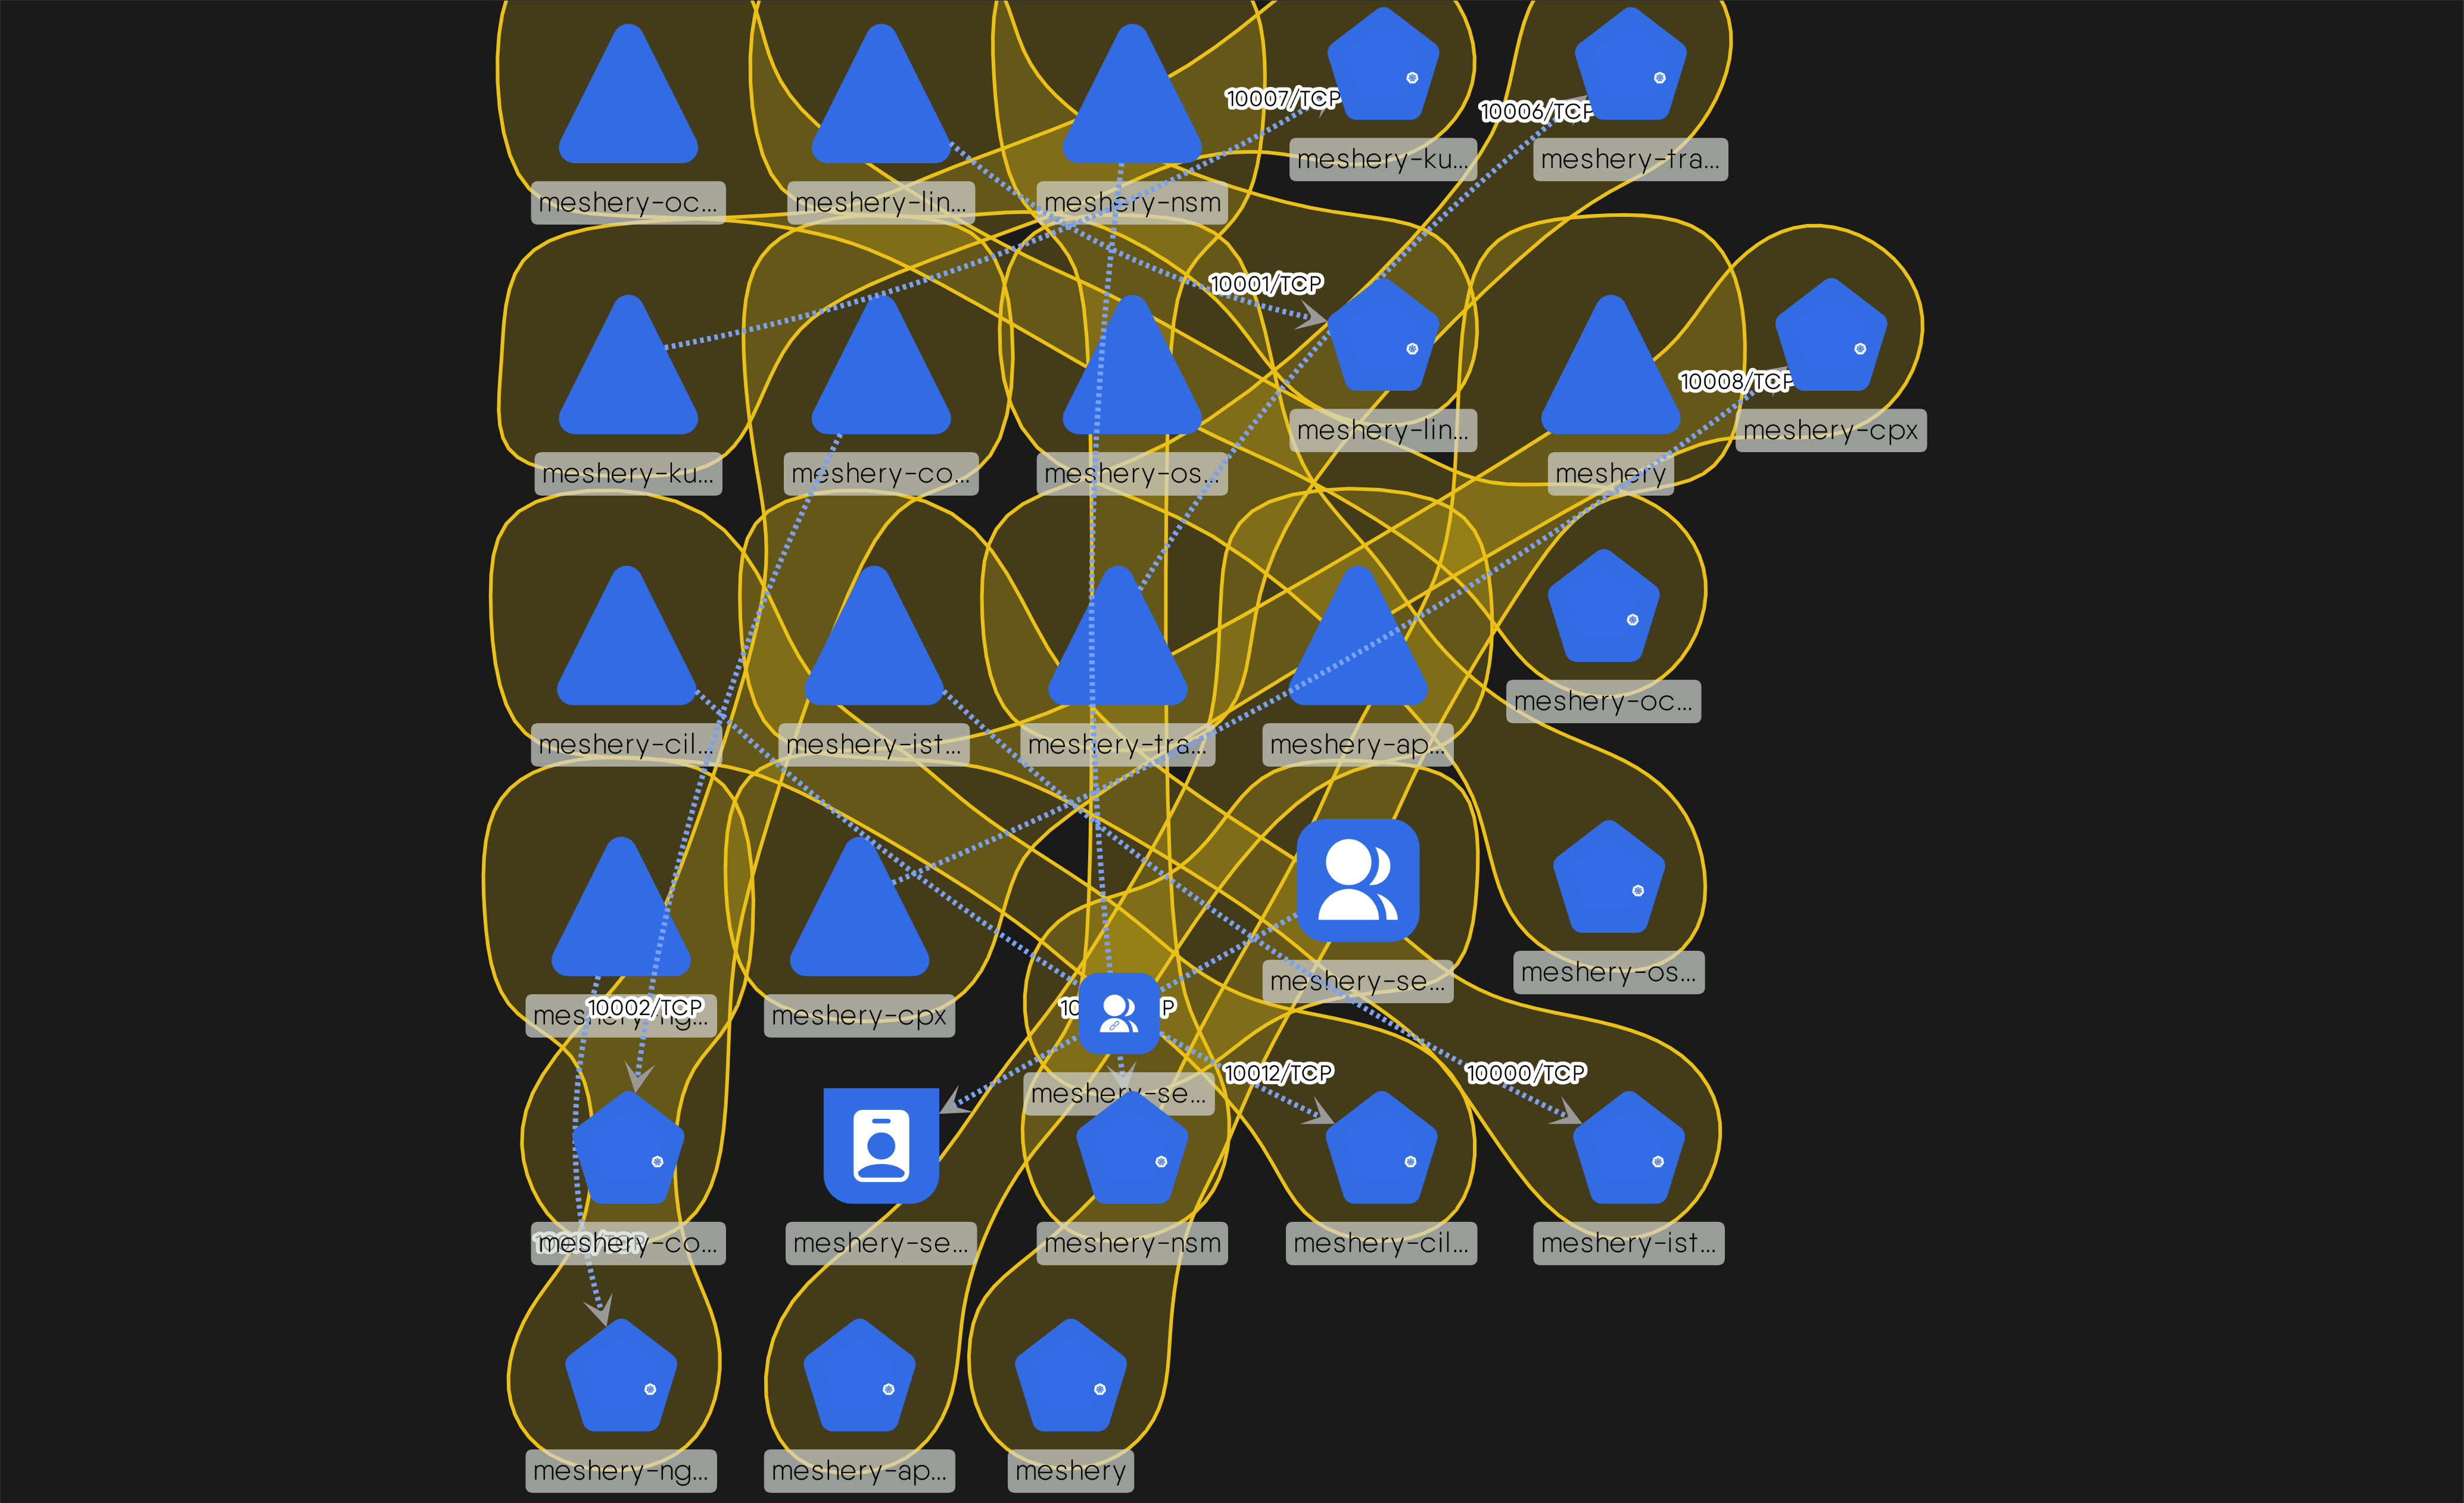 10007/TCP
10006/TCP
meshery-ku...
meshery-tra...
meshery-oc...
meshery-lin...
meshery-nsm
10001/TCP
10008/TCP
meshery-lin...
meshery-cpx
meshery-ku...
meshery-co...
meshery-os...
meshery
meshery-oc...
meshery-cil...
meshery-ist...
meshery-tra...
meshery-ap...
meshery-os...
meshery-se...
10002/TCP
meshery-cpx
meshery-se...
10012/TCP
10000/TCP
meshery-co...
meshery-se...
meshery-nsm
meshery-cil...
meshery-ist...
meshery-ng...
meshery-ap...
meshery